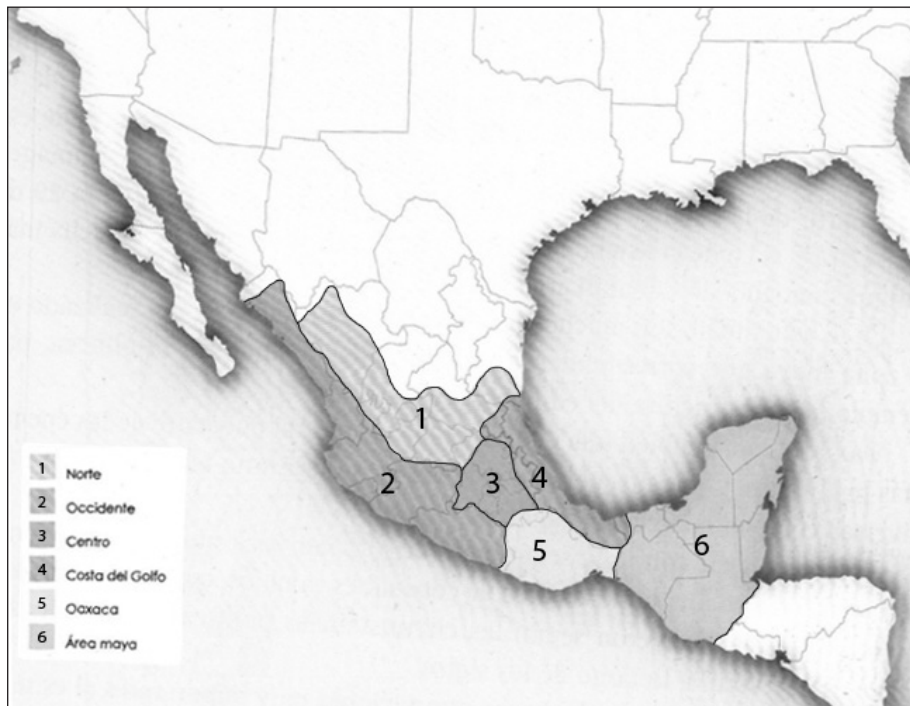 1
2
3
4
5
6
1 Norte
2 Occidente
3 Centro
4 Costa del Golfo
5 Oaxaca
6 Área maya